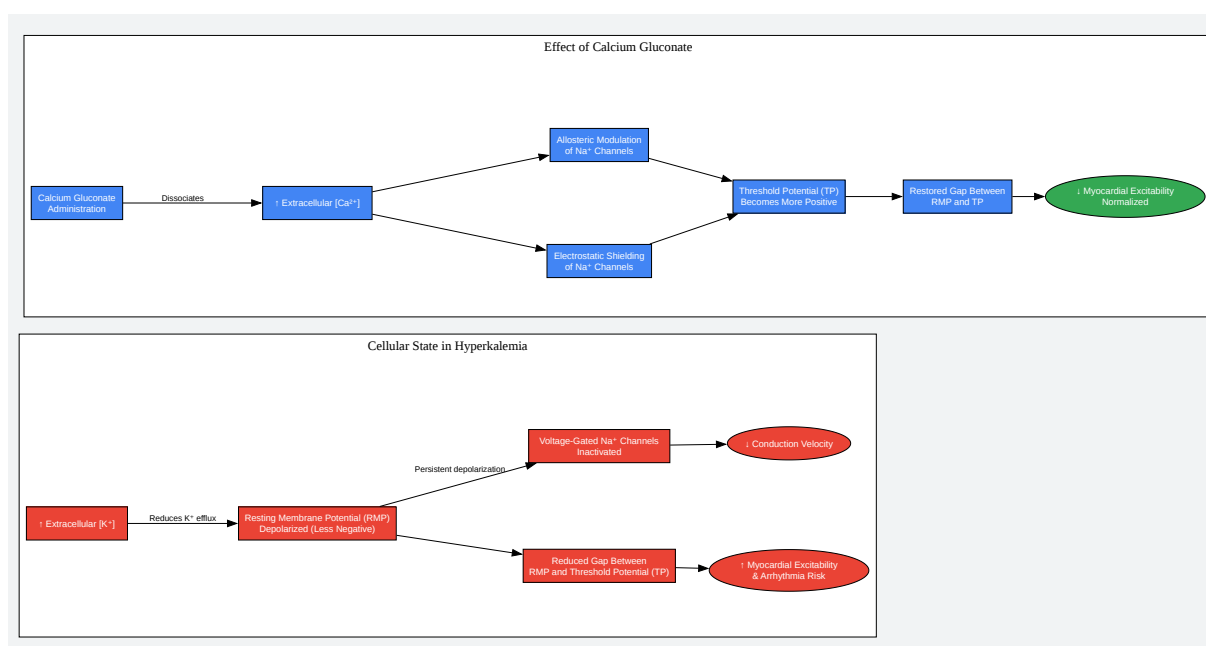 Effect of Calcium Gluconate
Calcium Gluconate
Administration
Dissociates
↑ Extracellular [Ca²⁺]
Allosteric Modulation
of Na⁺ Channels
Electrostatic Shielding
of Na⁺ Channels
Threshold Potential (TP)
Becomes More Positive
Restored Gap Between
RMP and TP
↓ Myocardial Excitability
Normalized
Cellular State in Hyperkalemia
↑ Extracellular [K⁺]
Reduces K⁺ efflux
Resting Membrane Potential (RMP)
Depolarized (Less Negative)
Persistent depolarization
Voltage-Gated Na⁺ Channels
Inactivated
↓ Conduction Velocity
Reduced Gap Between
RMP and Threshold Potential (TP)
↑ Myocardial Excitability
& Arrhythmia Risk